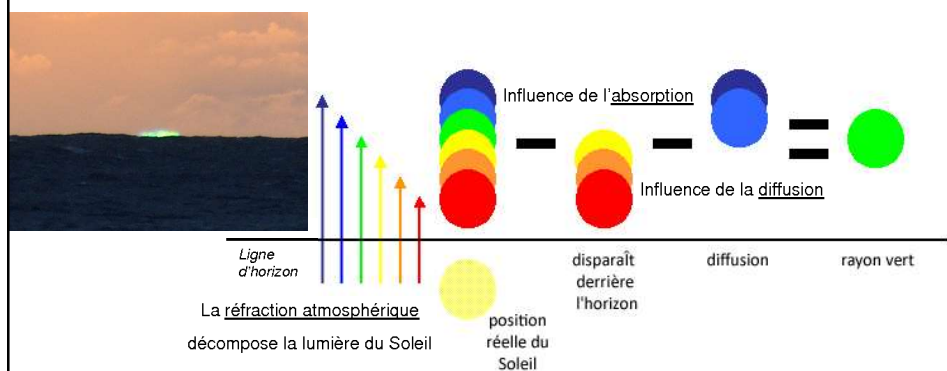 Influence de l'absorption
Influence de la diffusion
Ligne
d'horizon
disparaît
derrière
l'horizon
diffusion
rayon vert
La réfraction atmosphérique
décompose la lumière du Soleil
position
réelle du
Soleil